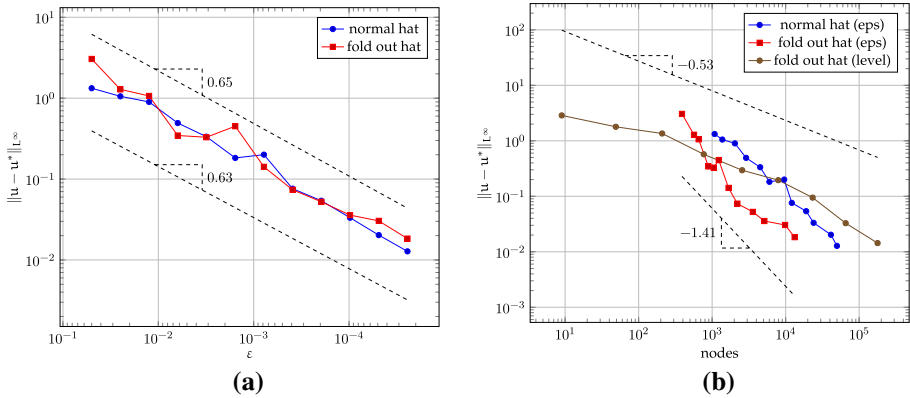 10^1
10^0
10^-1
10^-2
10^-1
10^-2
10^-3
10^-4
ε
‖u − u*‖_L^∞
normal hat
fold out hat
0.65
0.63
(a)
10^2
10^1
10^0
10^-1
10^-2
10^-3
10^1
10^2
10^3
10^4
10^5
nodes
‖u − u*‖_L^∞
normal hat (eps)
fold out hat (eps)
fold out hat (level)
−0.53
−1.41
(b)